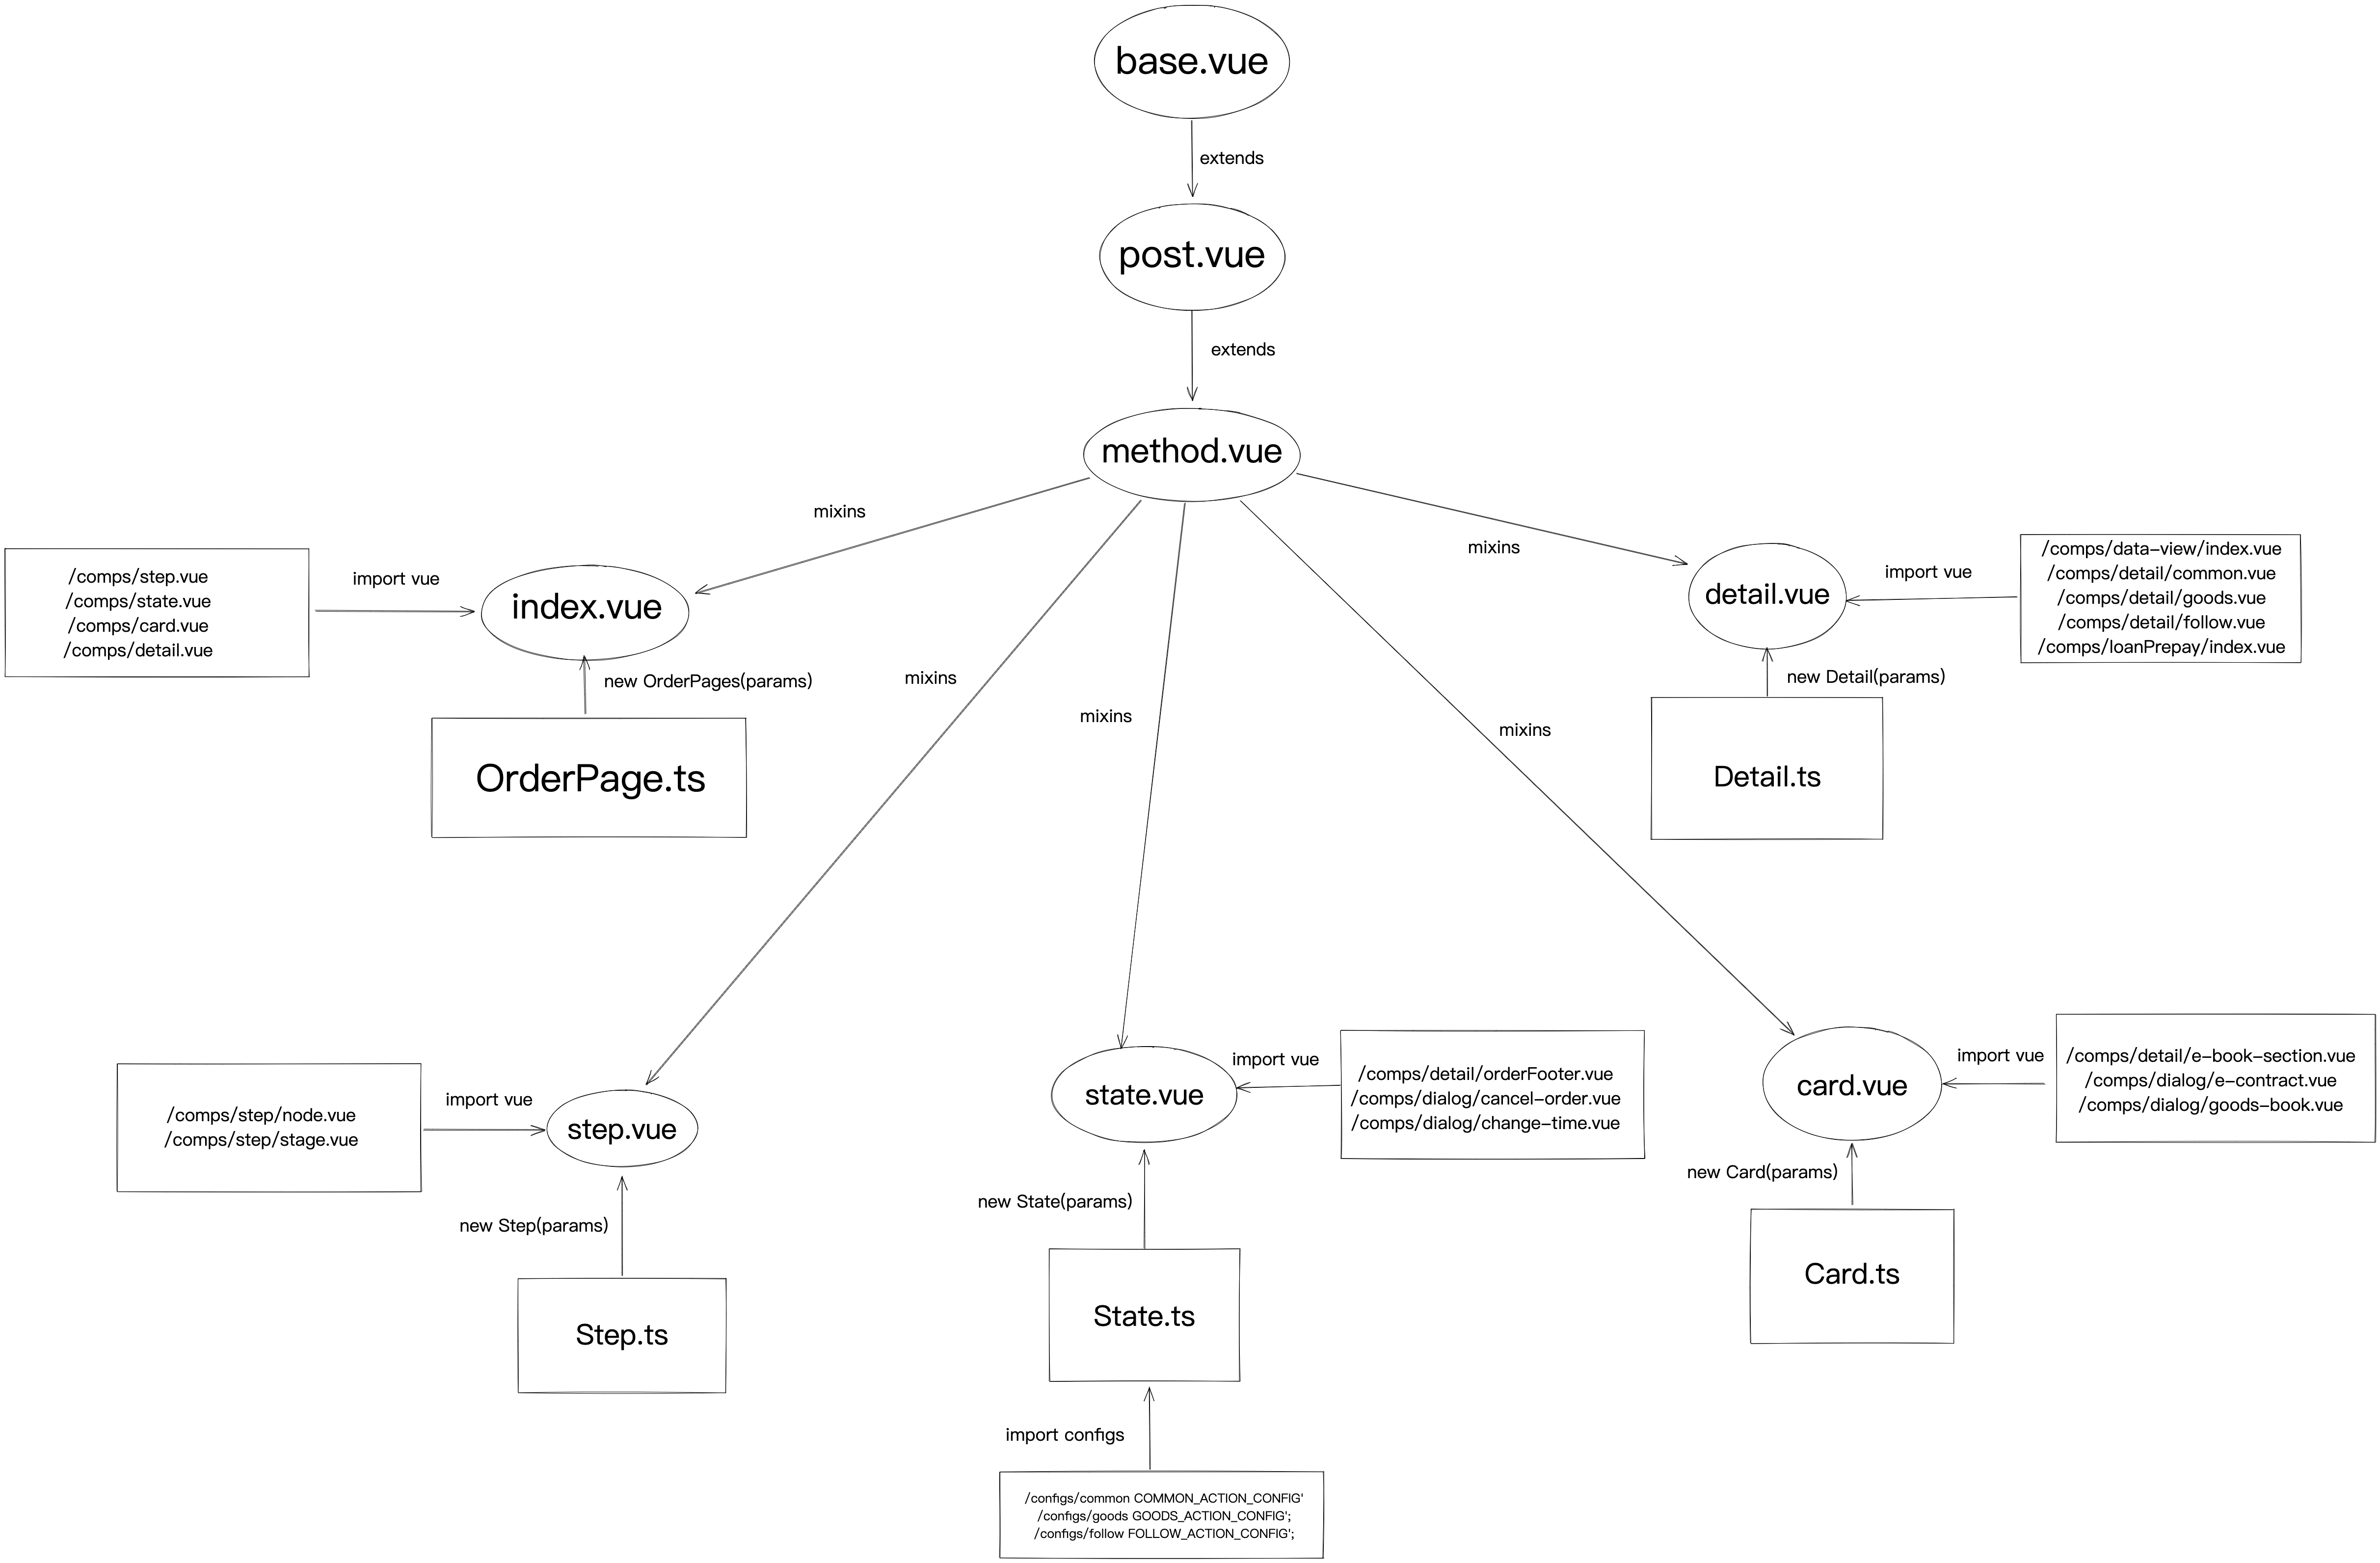 base.vue
extends
post.vue
extends
method.vue
mixins
mixins
mixins
mixins
mixins
/comps/step.vue
/comps/state.vue
/comps/card.vue
/comps/detail.vue
import vue
index.vue
new OrderPages(params)
OrderPage.ts
detail.vue
import vue
/comps/data-view/index.vue
/comps/detail/common.vue
/comps/detail/goods.vue
/comps/detail/follow.vue
/comps/loanPrepay/index.vue
new Detail(params)
Detail.ts
/comps/step/node.vue
/comps/step/stage.vue
import vue
step.vue
new Step(params)
Step.ts
state.vue
import vue
/comps/detail/orderFooter.vue
/comps/dialog/cancel-order.vue
/comps/dialog/change-time.vue
new State(params)
State.ts
import configs
/configs/common COMMON_ACTION_CONFIG'
/configs/goods GOODS_ACTION_CONFIG';
/configs/follow FOLLOW_ACTION_CONFIG';
card.vue
import vue
/comps/detail/e-book-section.vue
/comps/dialog/e-contract.vue
/comps/dialog/goods-book.vue
new Card(params)
Card.ts